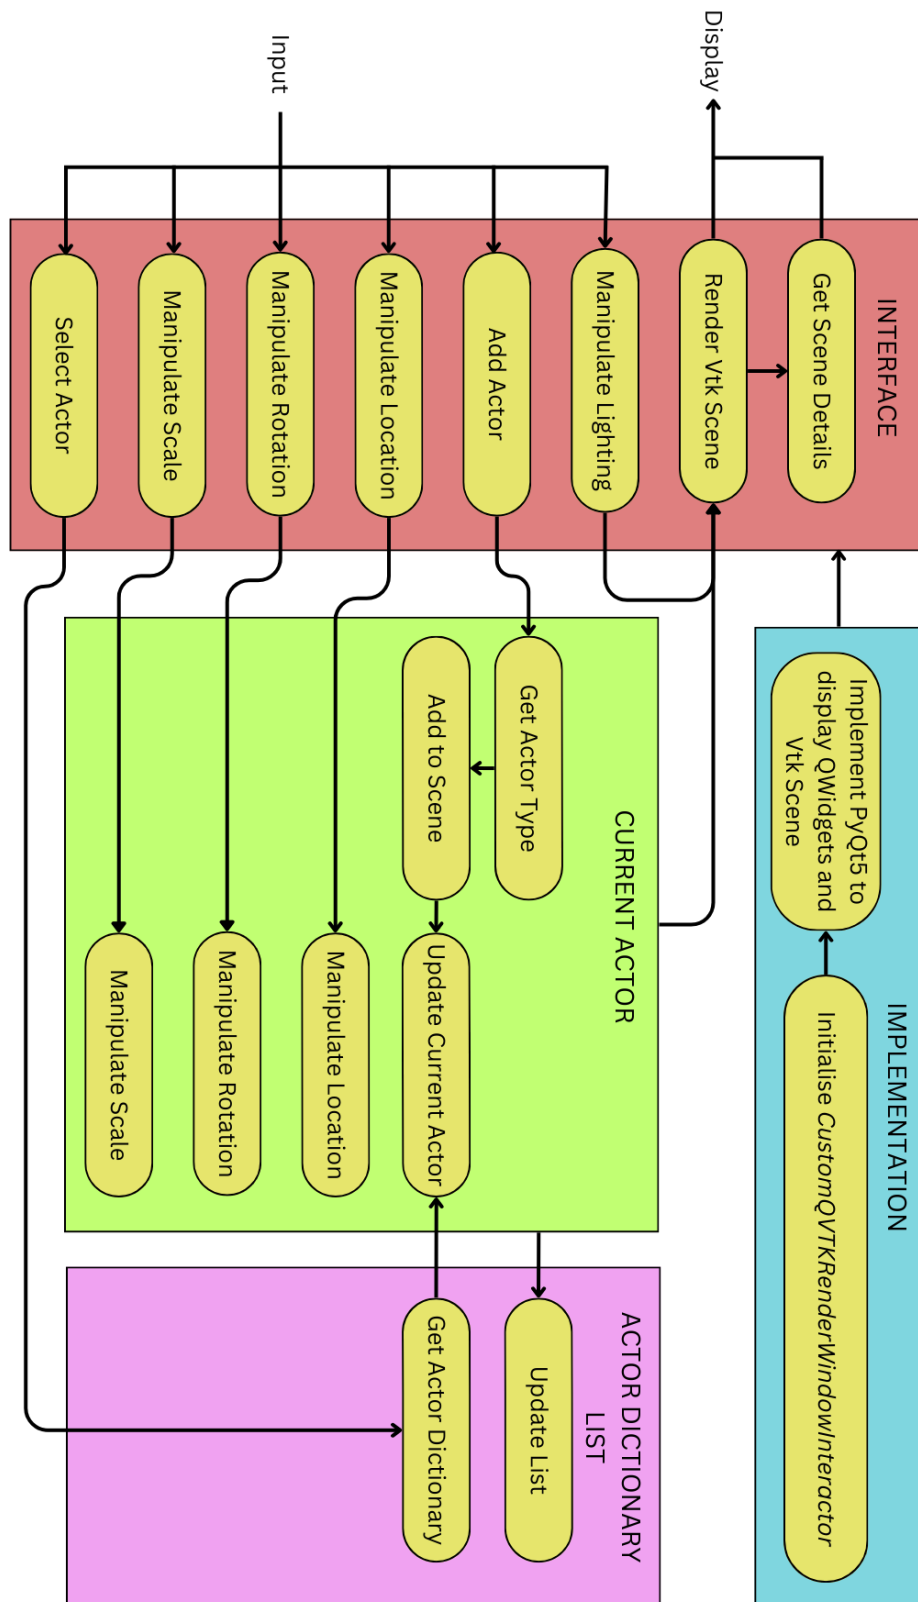 Display
Input
INTERFACE
Get Scene Details
Render Vtk Scene
Manipulate Lighting
Add Actor
Manipulate Location
Manipulate Rotation
Manipulate Scale
Select Actor
IMPLEMENTATION
Implement PyQt5 to
display QWidgets and
Vtk Scene
Initialise CustomQVTKRenderWindowInteractor
CURRENT ACTOR
Get Actor Type
Add to Scene
Update Current Actor
Manipulate Location
Manipulate Rotation
Manipulate Scale
ACTOR DICTIONARY
LIST
Update List
Get Actor Dictionary